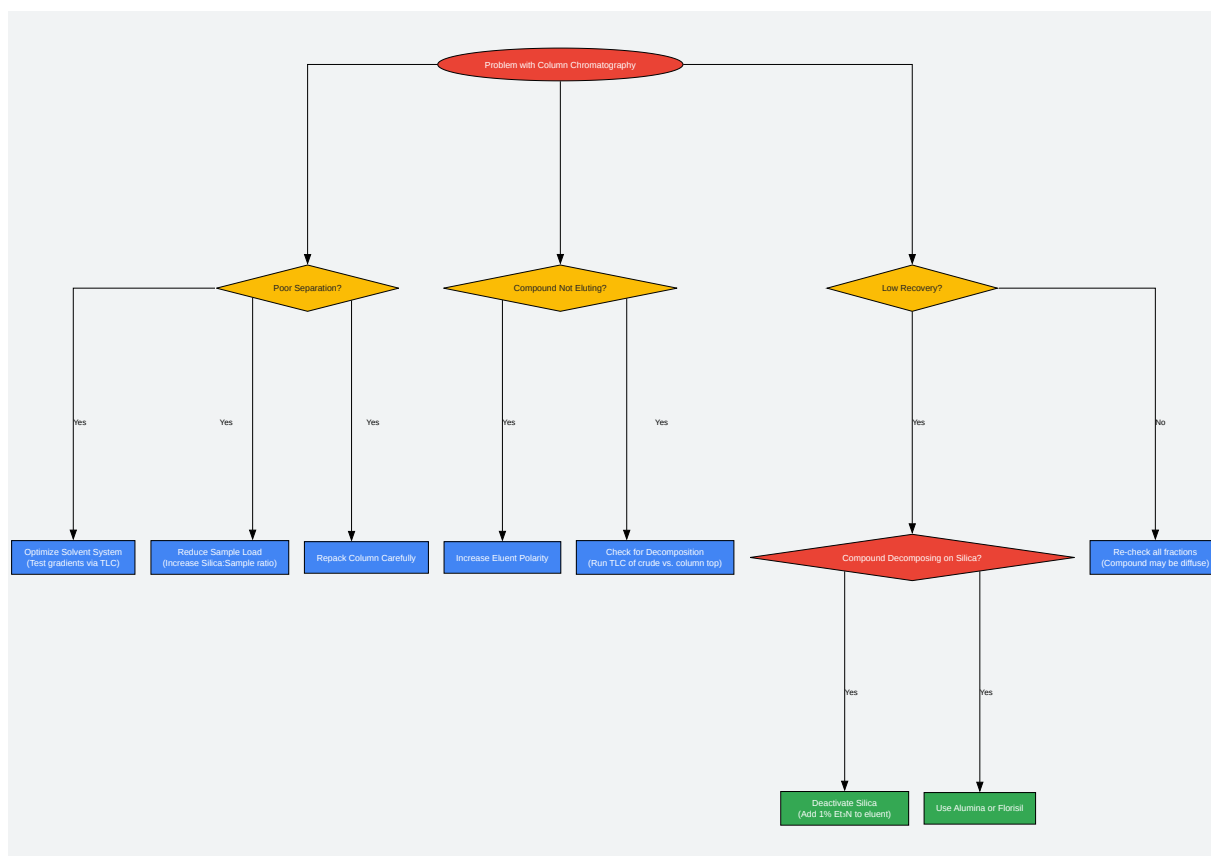 Problem with Column Chromatography
Poor Separation?
Compound Not Eluting?
Low Recovery?
Yes
Yes
Yes
Yes
Yes
Yes
No
Optimize Solvent System
(Test gradients via TLC)
Reduce Sample Load
(Increase Silica:Sample ratio)
Repack Column Carefully
Increase Eluent Polarity
Check for Decomposition
(Run TLC of crude vs. column top)
Compound Decomposing on Silica?
Re-check all fractions
(Compound may be diffuse)
Yes
Yes
Deactivate Silica
(Add 1% Et₃N to eluent)
Use Alumina or Florisil